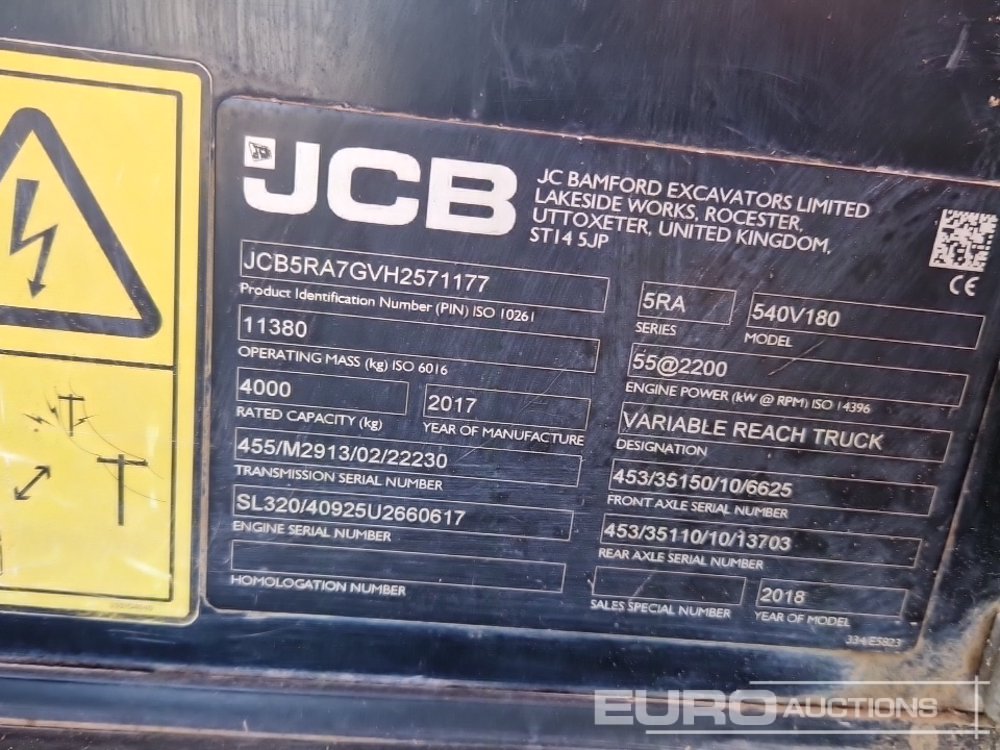 JCB
JC BAMFORD EXCAVATORS LIMITED
LAKESIDE WORKS, ROCESTER,
UTTOXETER, UNITED KINGDOM,
ST14 5JP
JCB5RA7GVH2571177
Product Identification Number (PIN) ISO 10261
11380
OPERATING MASS (kg) ISO 6016
4000
RATED CAPACITY (kg)
2017
YEAR OF MANUFACTURE
455/M2913/02/22230
TRANSMISSION SERIAL NUMBER
SL320/40925U2660617
ENGINE SERIAL NUMBER
HOMOLOGATION NUMBER
5RA
SERIES
540V180
MODEL
55@2200
ENGINE POWER (kW @ RPM) ISO 14396
VARIABLE REACH TRUCK
DESIGNATION
453/35150/10/6625
FRONT AXLE SERIAL NUMBER
453/35110/10/13703
REAR AXLE SERIAL NUMBER
SALES SPECIAL NUMBER
2018
YEAR OF MODEL
334/E5823
CE
EURO AUCTIONS